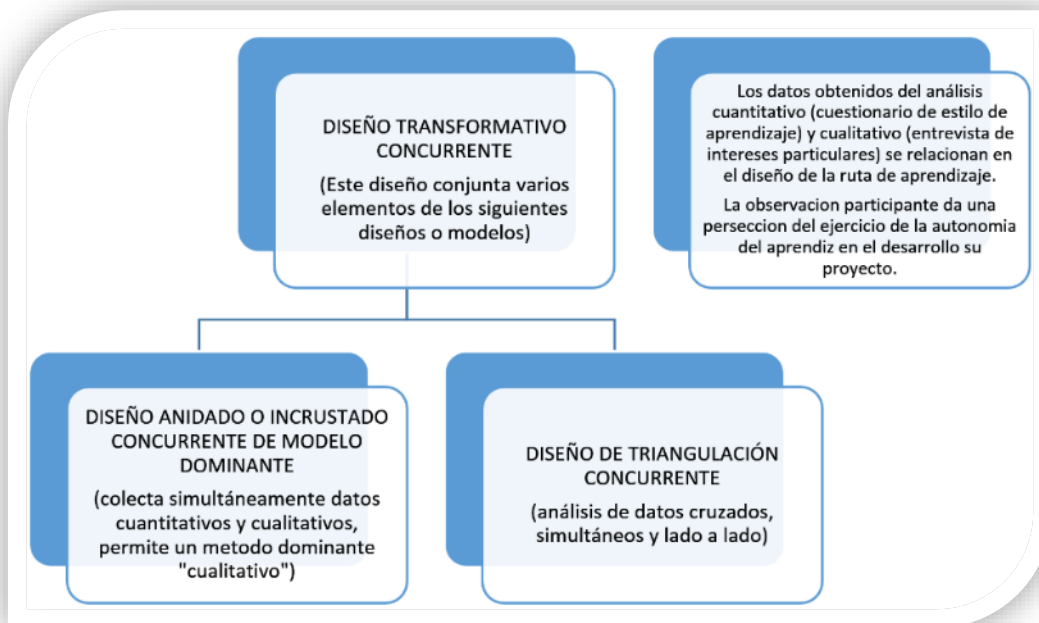 DISEÑO TRANSFORMATIVO
CONCURRENTE
(Este diseño conjunta varios
elementos de los siguientes
diseños o modelos)
Los datos obtenidos del análisis
cuantitativo (cuestionario de estilo de
aprendizaje) y cualitativo (entrevista de
intereses particulares) se relacionan en
el diseño de la ruta de aprendizaje.
La observacion participante da una
perseccion del ejercicio de la autonomia
del aprendiz en el desarrollo su
proyecto.
DISEÑO ANIDADO O INCRUSTADO
CONCURRENTE DE MODELO
DOMINANTE
(colecta simultáneamente datos
cuantitativos y cualitativos,
permite un metodo dominante
"cualitativo")
DISEÑO DE TRIANGULACIÓN
CONCURRENTE
(análisis de datos cruzados,
simultáneos y lado a lado)